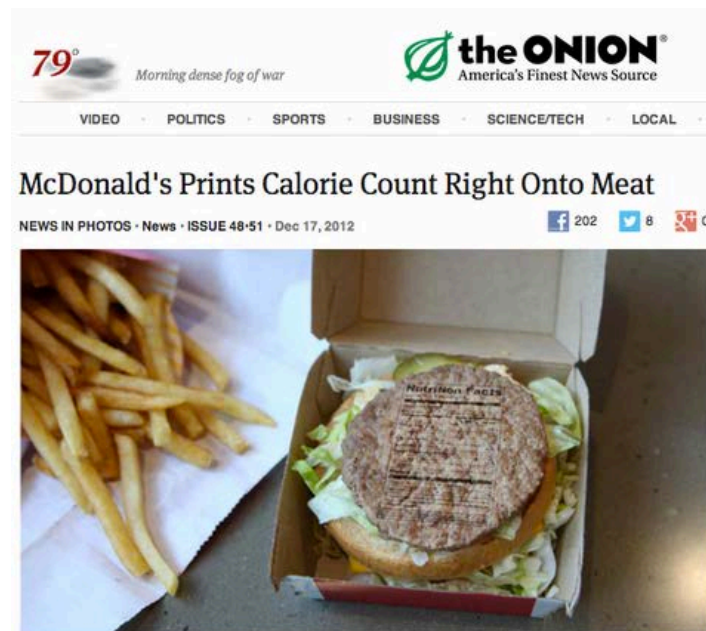 79°
Morning dense fog of war
the ONION®
America's Finest News Source
VIDEO · POLITICS · SPORTS · BUSINESS · SCIENCE/TECH · LOCAL ·
McDonald's Prints Calorie Count Right Onto Meat
NEWS IN PHOTOS · News · ISSUE 48•51 · Dec 17, 2012
202
8
Nutrition Facts